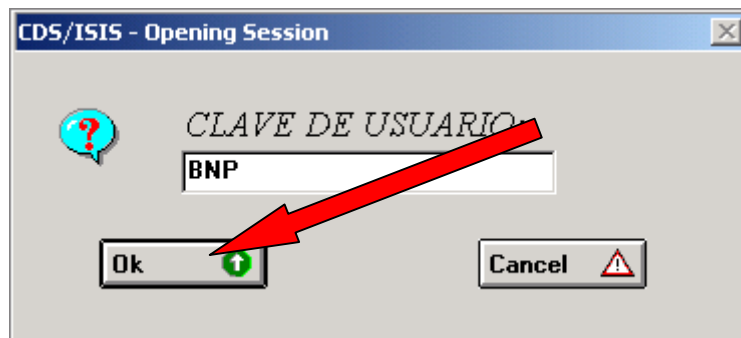 CDS/ISIS - Opening Session
CLAVE DE USUARIO:
BNP
Ok
Cancel